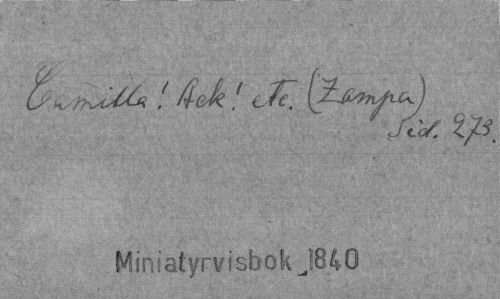 Camilla! Ack! etc. (Zampa)
Sid. 273.
Miniatyrvisbok 1840